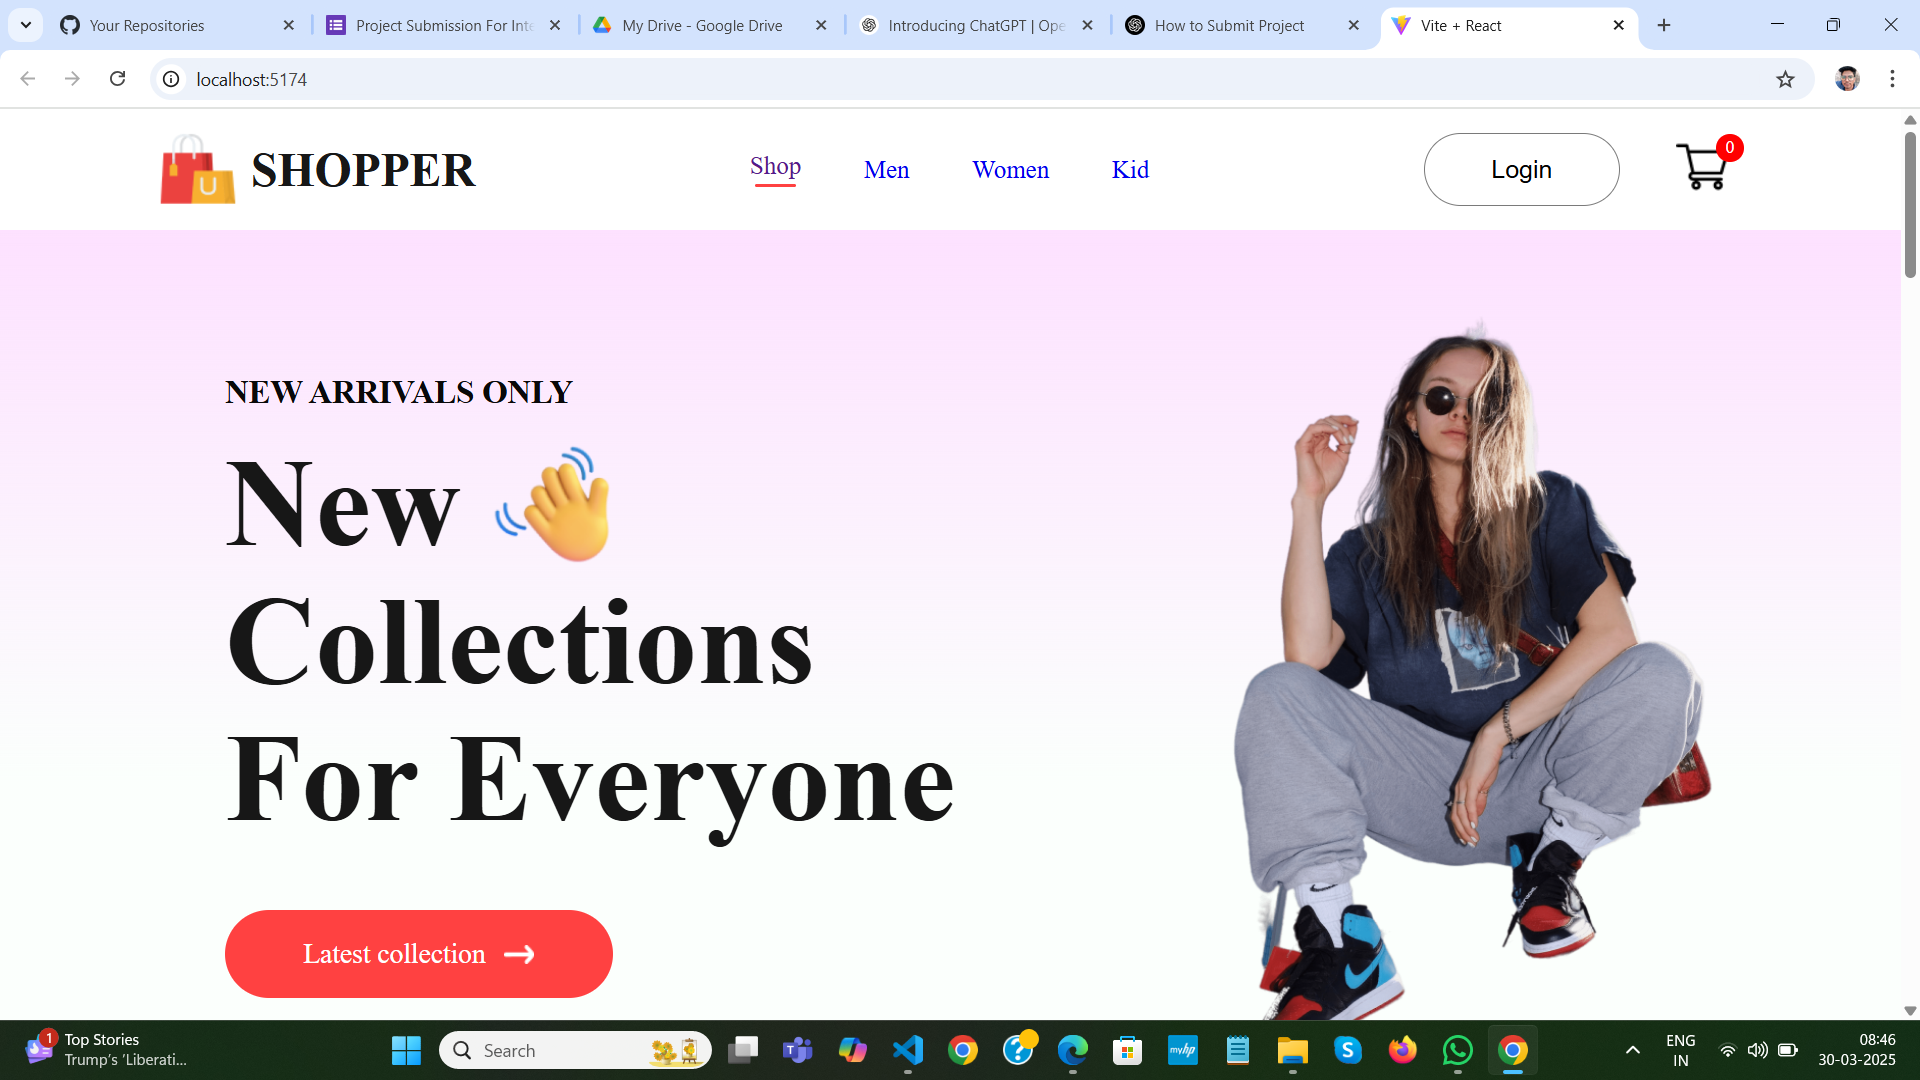 Your Repositories
Project Submission For Inte
My Drive - Google Drive
Introducing ChatGPT | Ope
How to Submit Project
Vite + React
localhost:5174
SHOPPER
Shop
Men
Women
Kid
Login
0
NEW ARRIVALS ONLY
New
Collections
For Everyone
Latest collection
U
1
Top Stories
Trump's 'Liberati...
Search
T
myhp
?
S
ENG
IN
08:46
30-03-2025